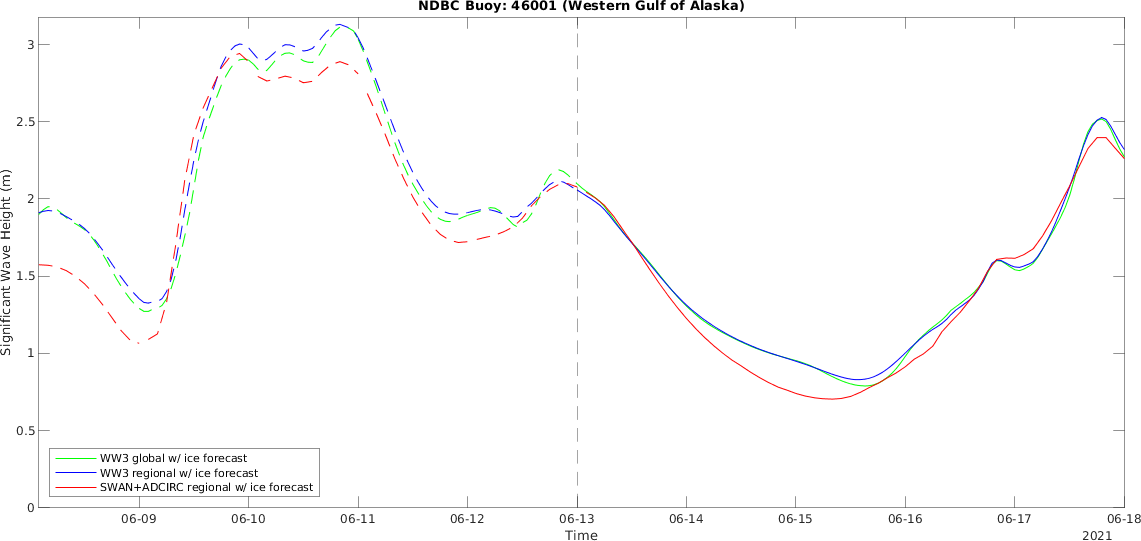 NDBC Buoy: 46001 (Western Gulf of Alaska)
3
2.5
2
1.5
1
0.5
0
Significant Wave Height (m)
WW3 global w/ ice forecast
WW3 regional w/ ice forecast
SWAN+ADCIRC regional w/ ice forecast
06-09 06-10 06-11 06-12 06-13 06-14 06-15 06-16 06-17 06-18
Time
2021